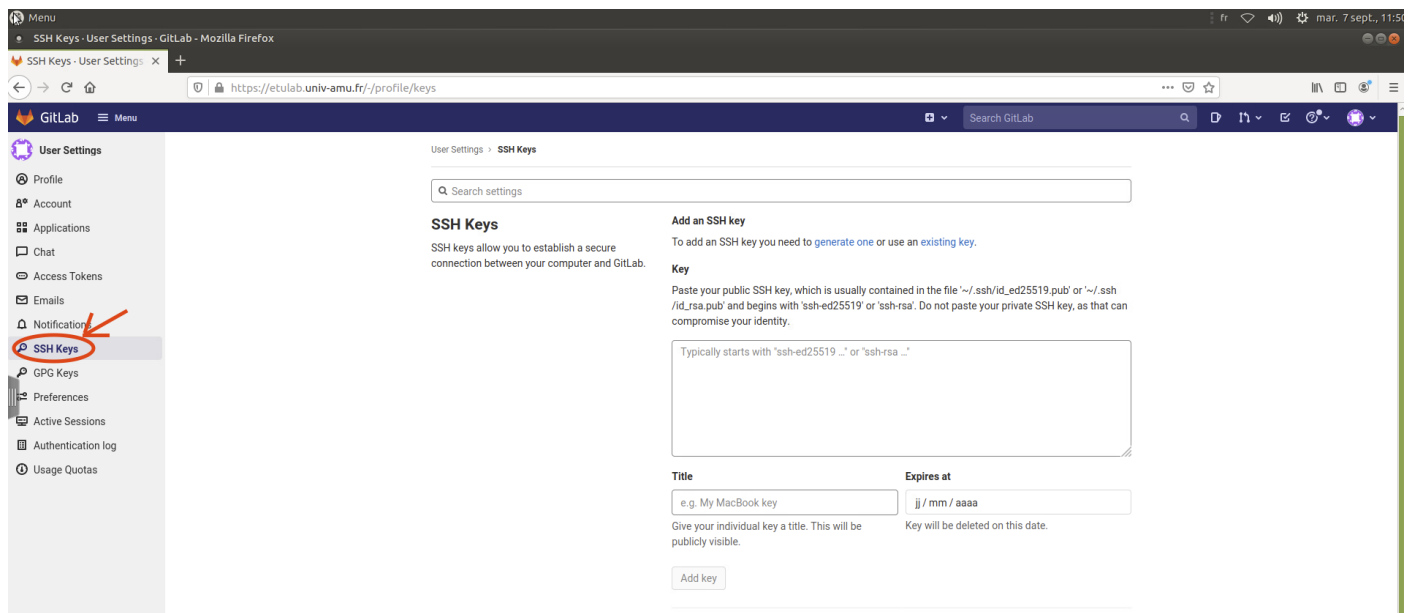 Menu
fr mar. 7 sept., 11:50
SSH Keys · User Settings · GitLab - Mozilla Firefox
SSH Keys · User Settings
https://etulab.univ-amu.fr/-/profile/keys
GitLab Menu Search GitLab
User Settings
Profile
Account
Applications
Chat
Access Tokens
Emails
Notifications
SSH Keys
GPG Keys
Preferences
Active Sessions
Authentication log
Usage Quotas
User Settings > SSH Keys
Search settings
SSH Keys
SSH keys allow you to establish a secure
connection between your computer and GitLab.
Add an SSH key
To add an SSH key you need to generate one or use an existing key.
Key
Paste your public SSH key, which is usually contained in the file '~/.ssh/id_ed25519.pub' or '~/.ssh
/id_rsa.pub' and begins with 'ssh-ed25519' or 'ssh-rsa'. Do not paste your private SSH key, as that can
compromise your identity.
Typically starts with "ssh-ed25519 …" or "ssh-rsa …"
Title
e.g. My MacBook key
Give your individual key a title. This will be
publicly visible.
Expires at
jj / mm / aaaa
Key will be deleted on this date.
Add key